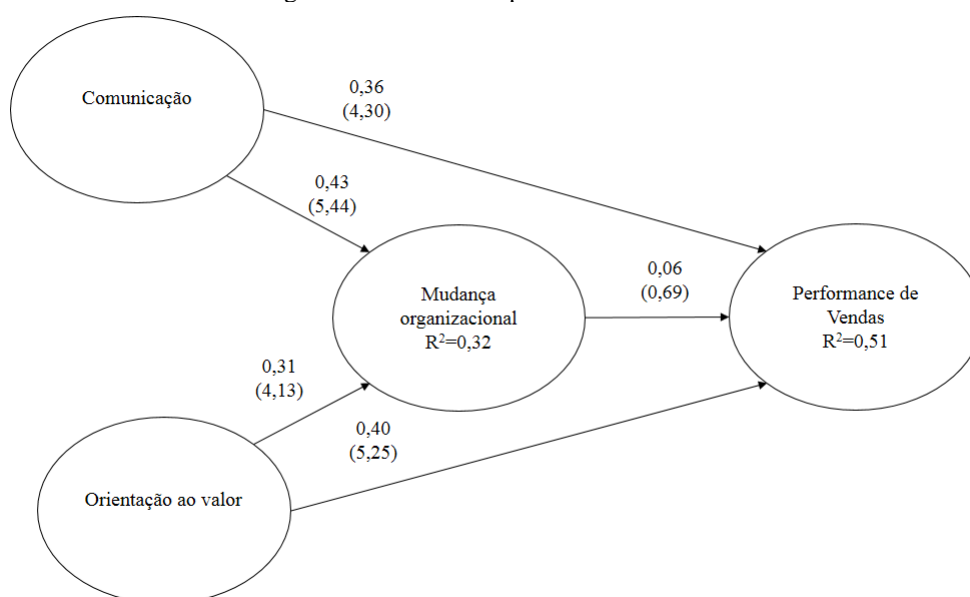 Comunicação
0,36
(4,30)
0,43
(5,44)
Mudança
organizacional
R²=0,32
0,06
(0,69)
Performance de
Vendas
R²=0,51
0,31
(4,13)
0,40
(5,25)
Orientação ao valor